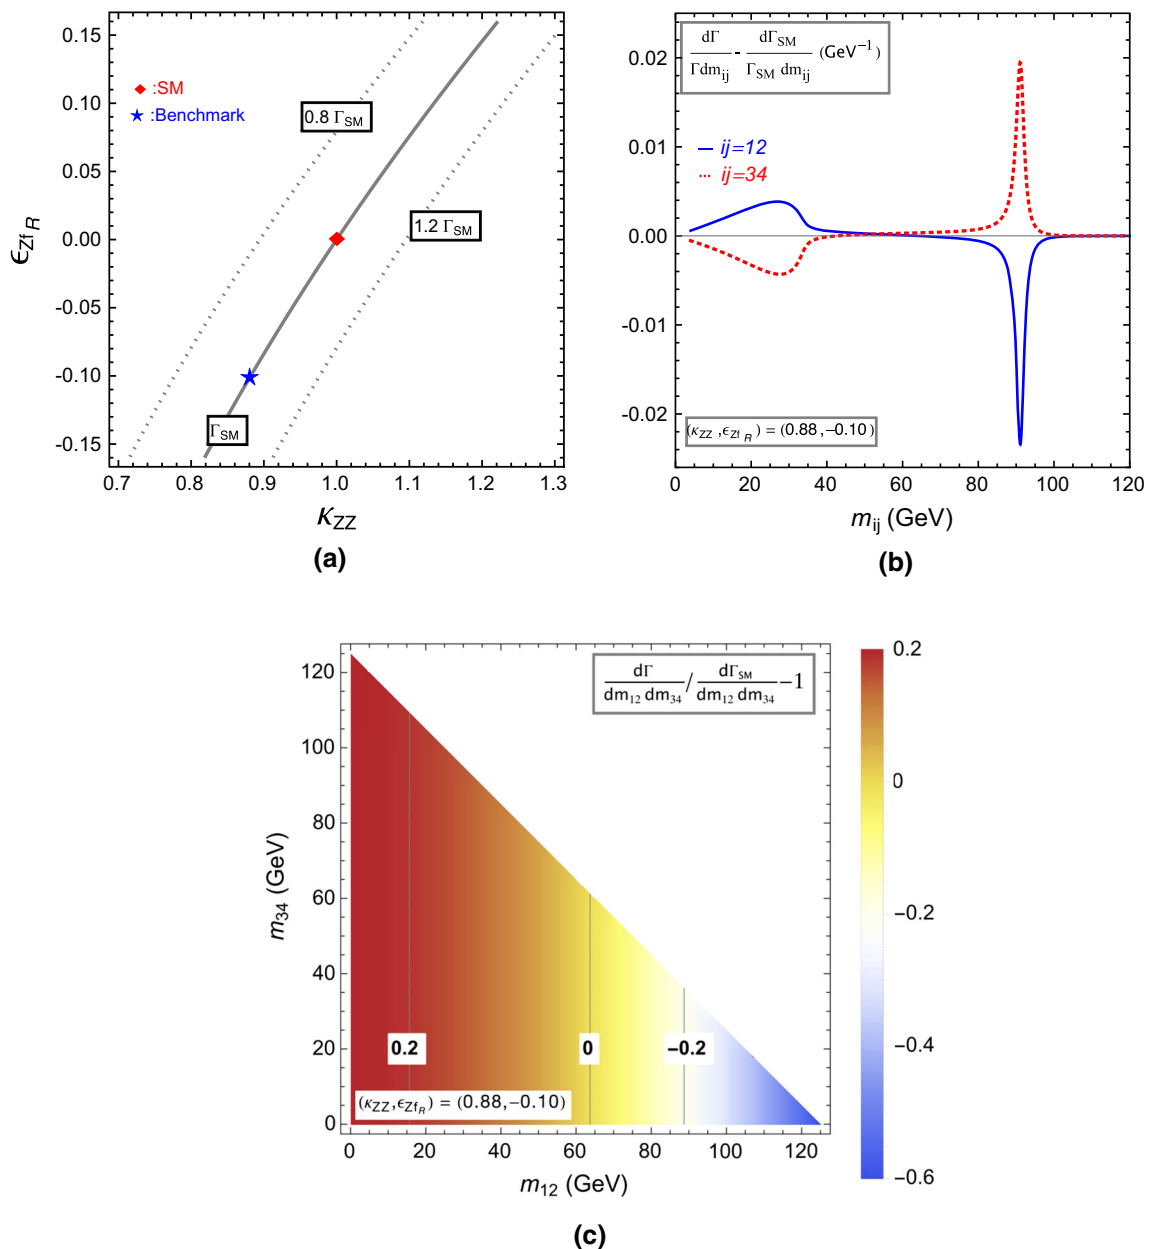 0.15
0.10
0.05
0.00
-0.05
-0.10
-0.15
ϵZfR
:SM
:Benchmark
0.8 ΓSM
1.2 ΓSM
ΓSM
0.7 0.8 0.9 1.0 1.1 1.2 1.3
κZZ
(a)
0.02
0.01
0.00
-0.01
-0.02
dΓ/Γdmij - dΓSM/ΓSM dmij (GeV⁻¹)
ij=12
ij=34
(κZZ ,ϵZfR ) = (0.88,-0.10 )
0 20 40 60 80 100 120
mij (GeV)
(b)
120
100
80
60
40
20
0
m34 (GeV)
dΓ/dm12 dm34 / dΓSM/dm12 dm34 -1
0.2 0 -0.2
(κZZ,ϵZfR) = (0.88,-0.10)
0 20 40 60 80 100 120
m12 (GeV)
0.2
0
-0.2
-0.4
-0.6
(c)